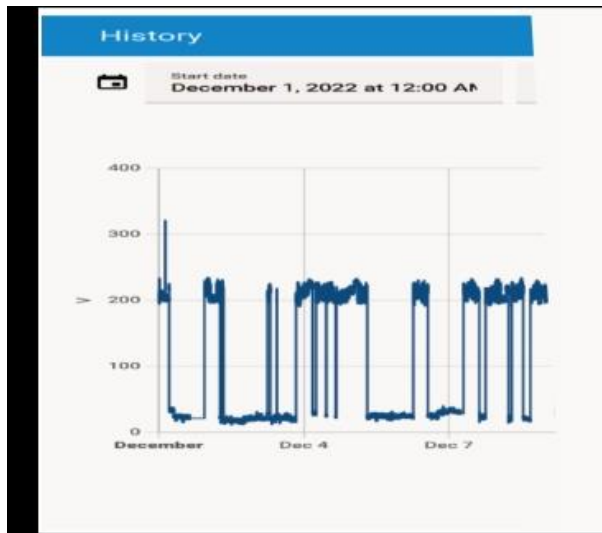 History
Start date
December 1, 2022 at 12:00 AM
400
300
V
200
100
0
December
Dec 4
Dec 7